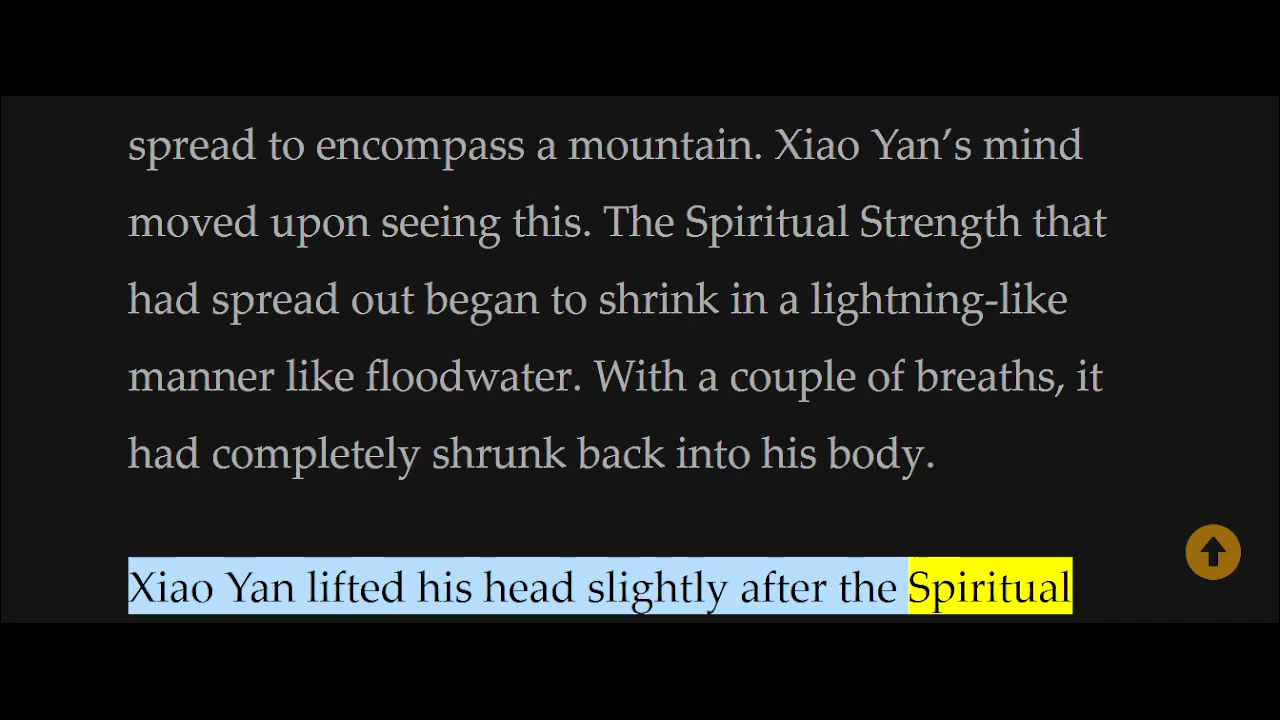 spread to encompass a mountain. Xiao Yan’s mind
moved upon seeing this. The Spiritual Strength that
had spread out began to shrink in a lightning-like
manner like floodwater. With a couple of breaths, it
had completely shrunk back into his body.
Xiao Yan lifted his head slightly after the Spiritual